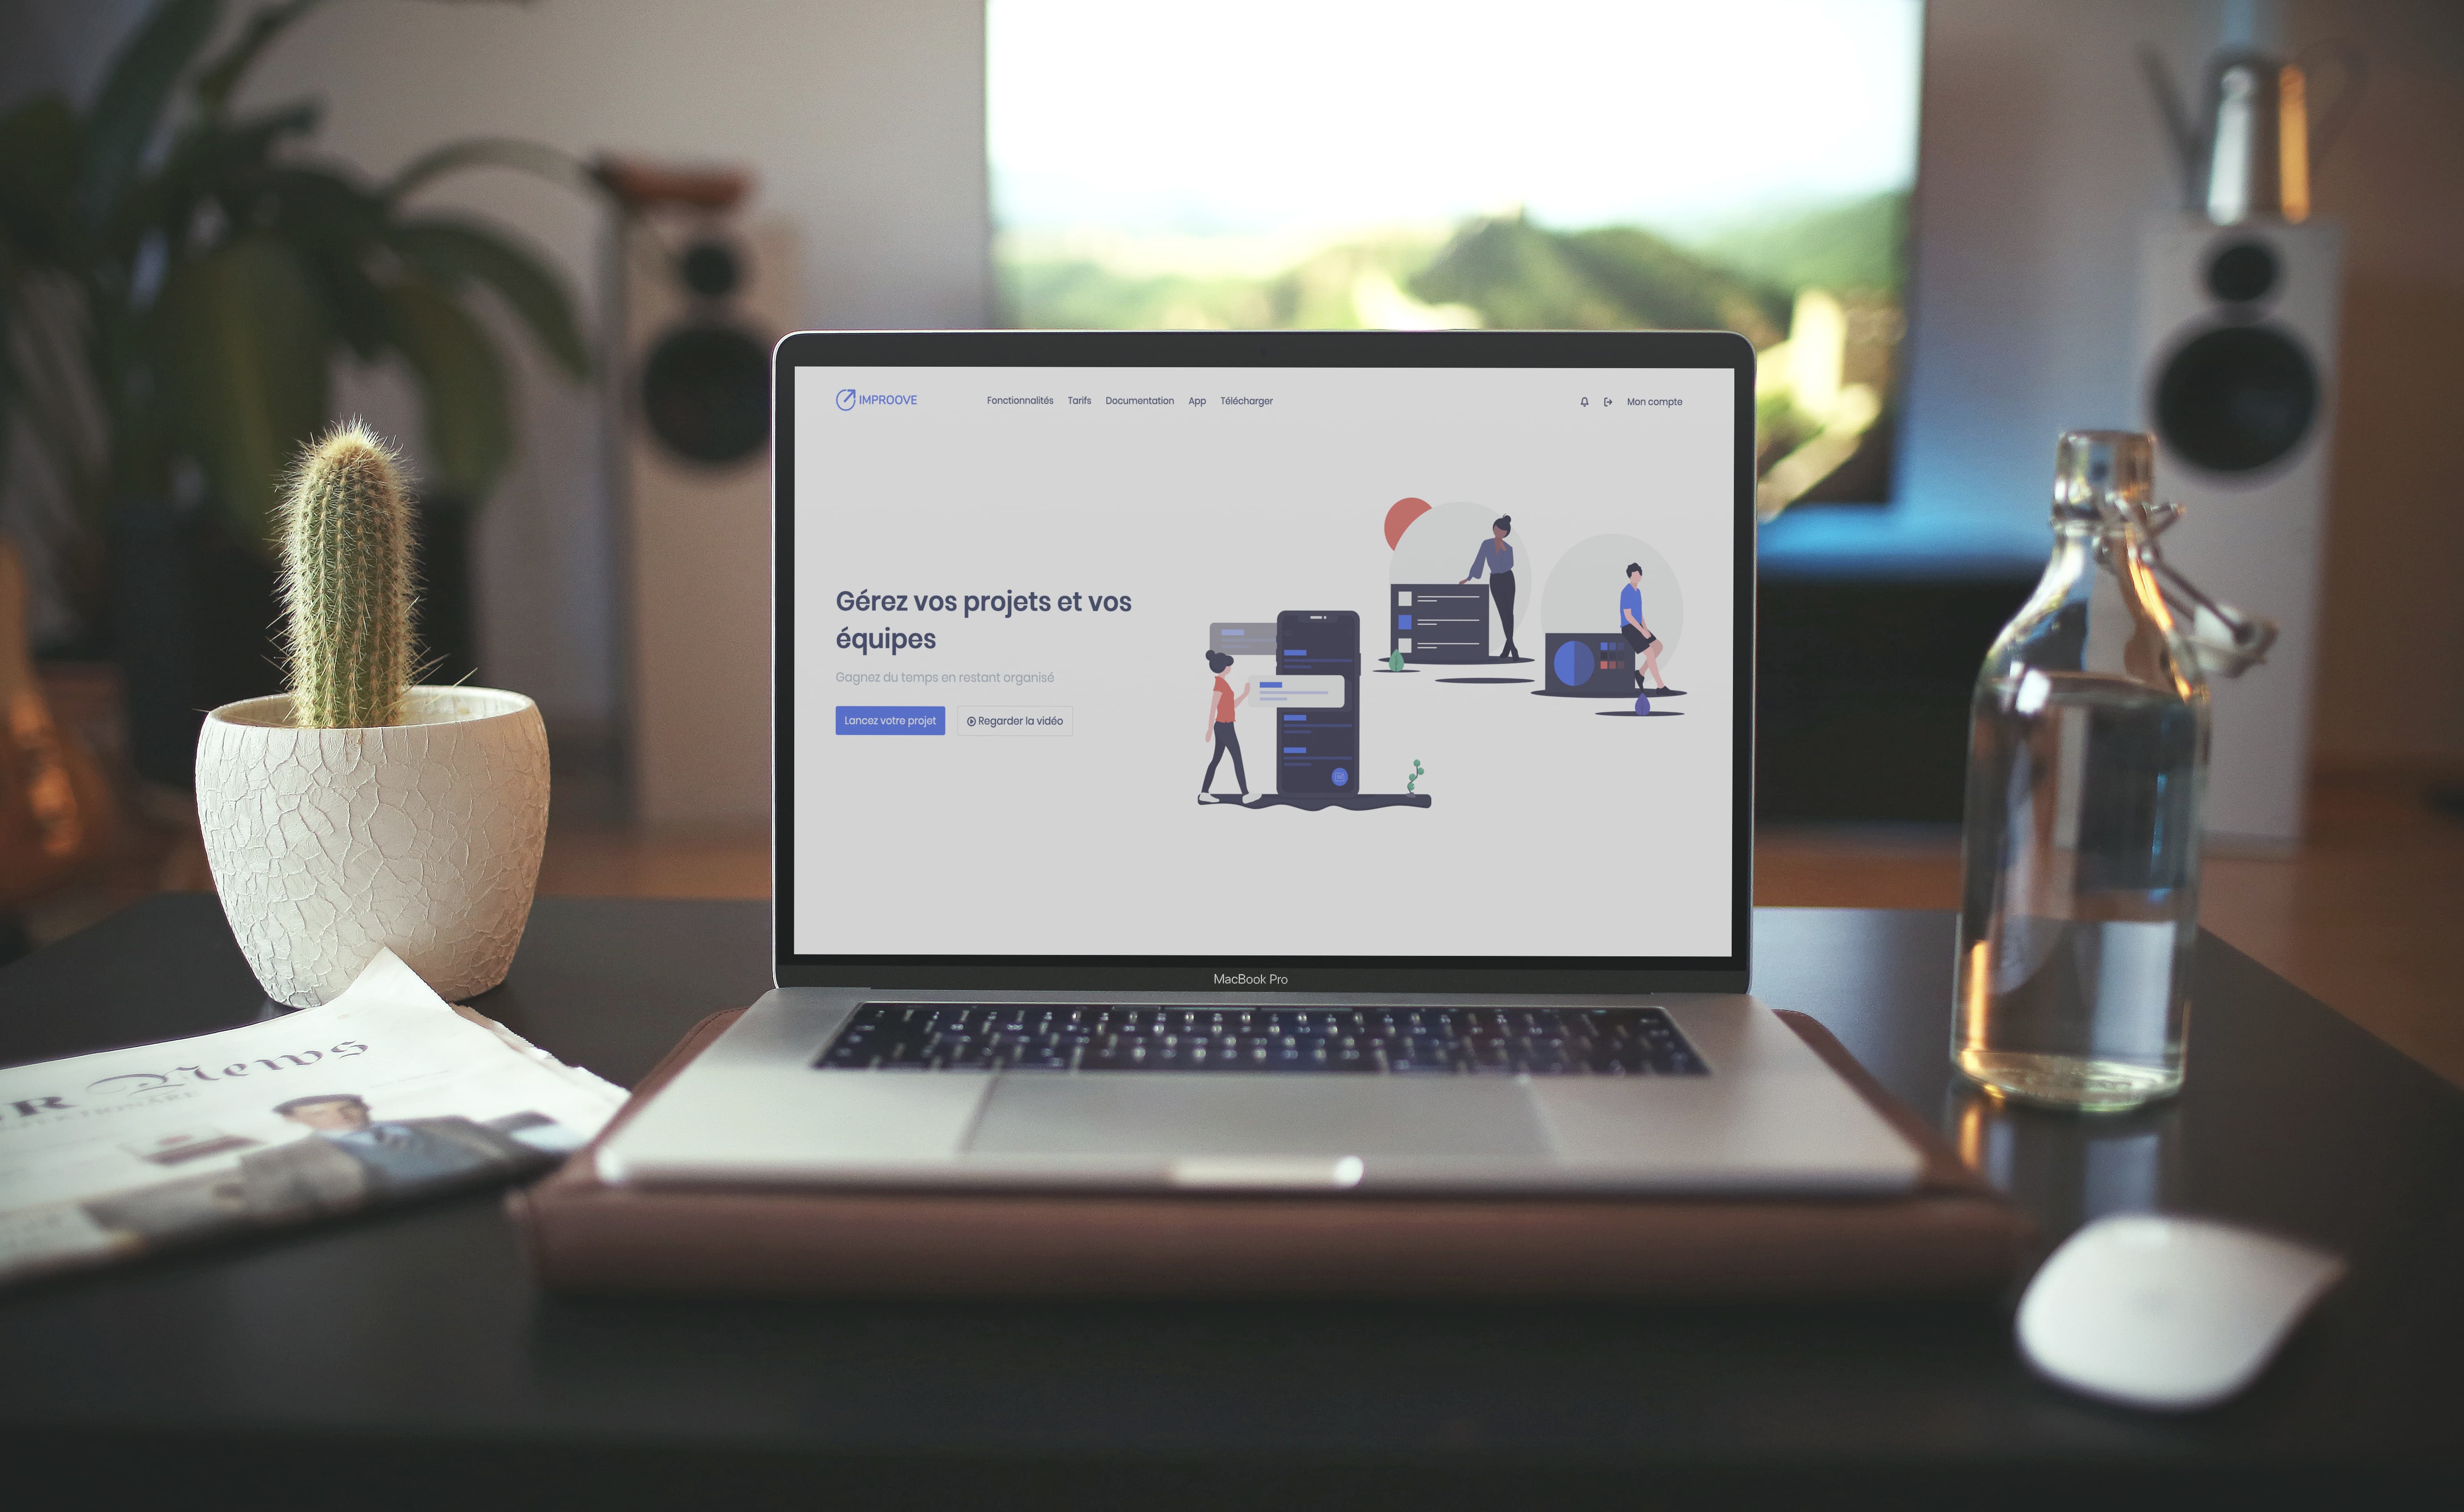 IMPROOVE
Fonctionnalités Tarifs Documentation App Télécharger
Mon compte
Gérez vos projets et vos
équipes
Gagnez du temps en restant organisé
Lancez votre projet
Regarder la vidéo
MacBook Pro
News